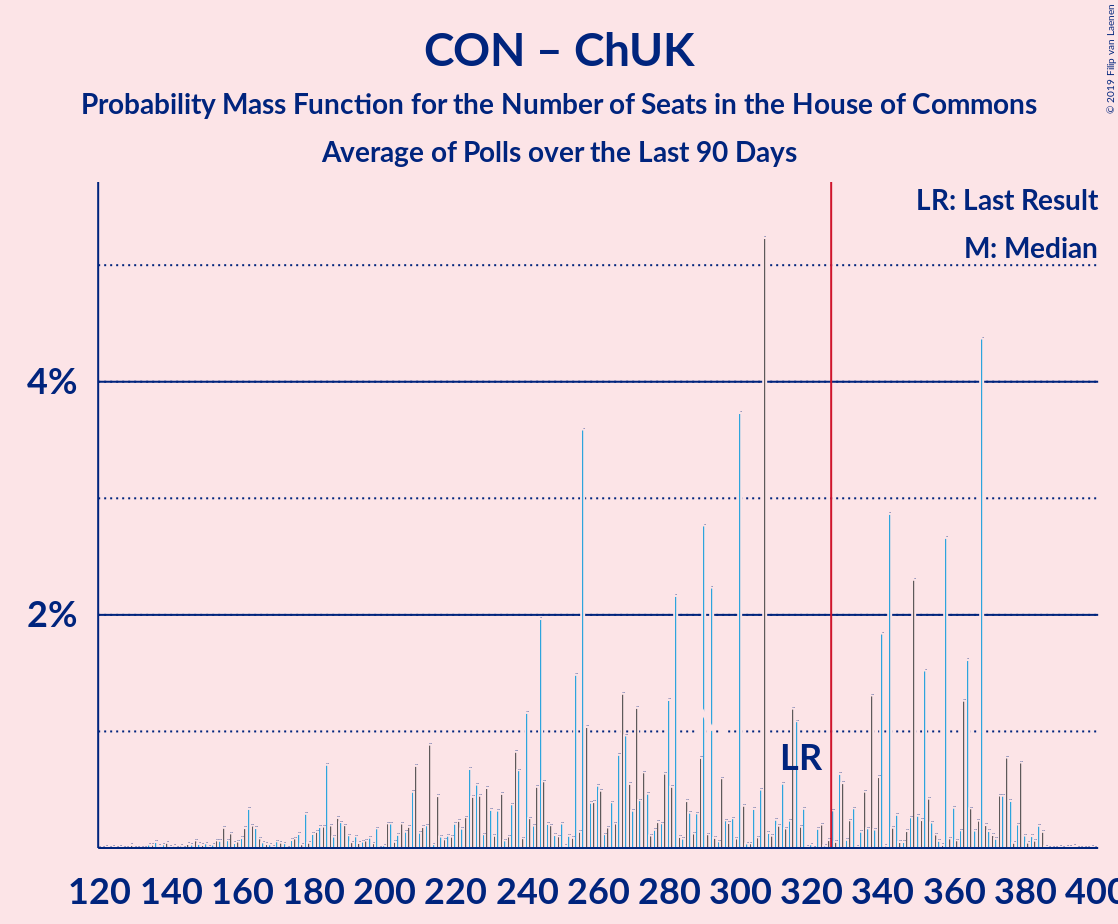 CON – ChUK
Probability Mass Function for the Number of Seats in the House of Commons
Average of Polls over the Last 90 Days
© 2019 Filip van Laenen
LR: Last Result
M: Median
4%
2%
LR
120 140 160 180 200 220 240 260 280 300 320 340 360 380 400